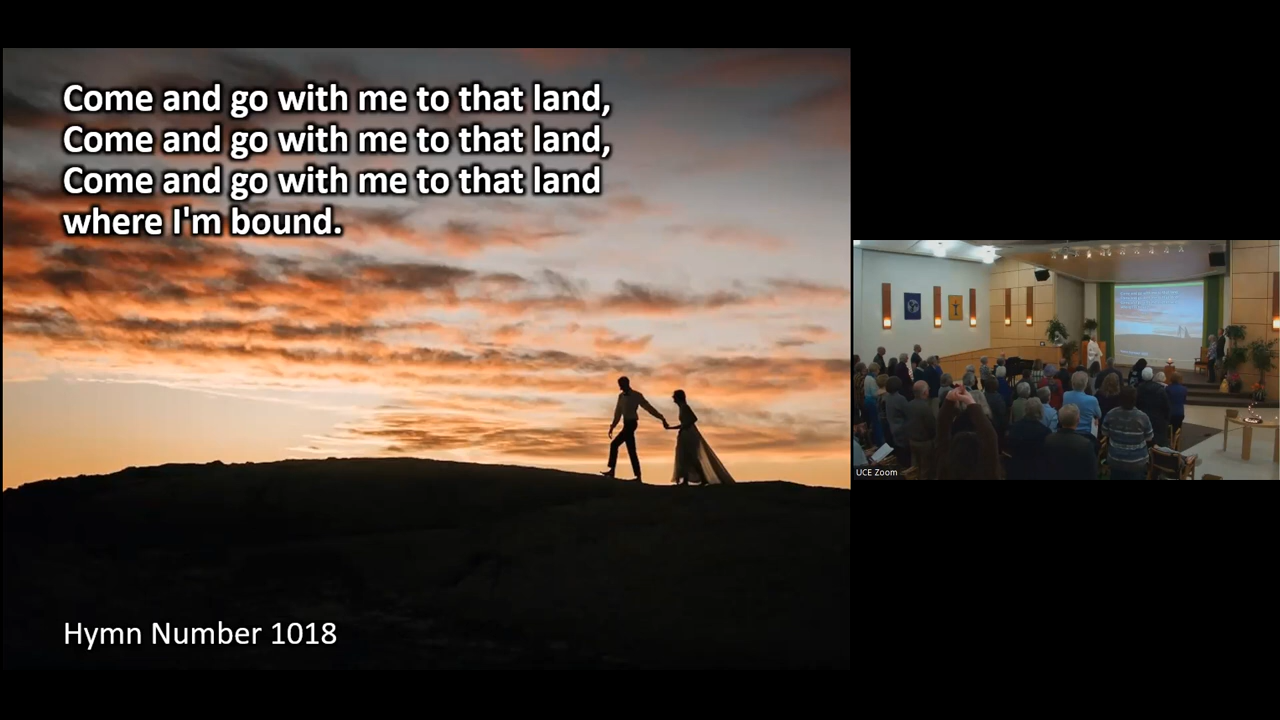 Come and go with me to that land,
Come and go with me to that land,
Come and go with me to that land
where I'm bound.
Hymn Number 1018
UCE Zoom